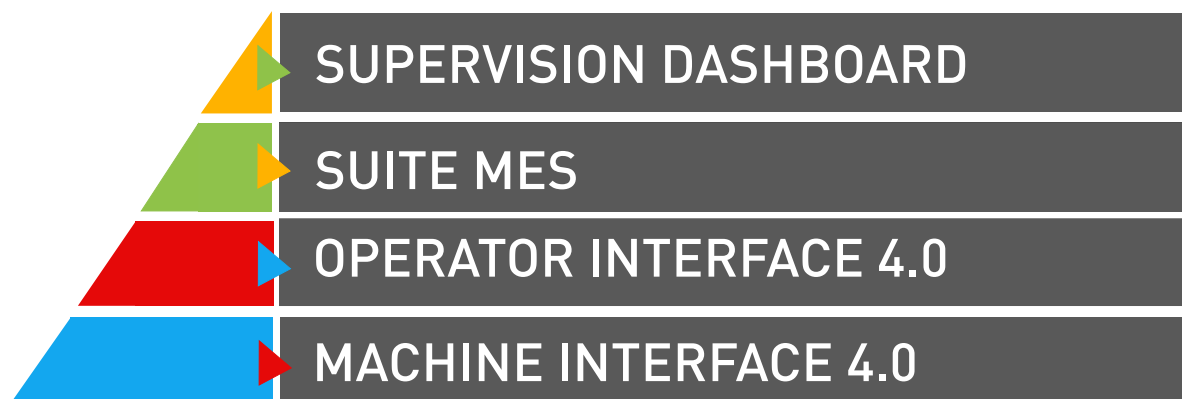 SUPERVISION DASHBOARD
SUITE MES
OPERATOR INTERFACE 4.0
MACHINE INTERFACE 4.0